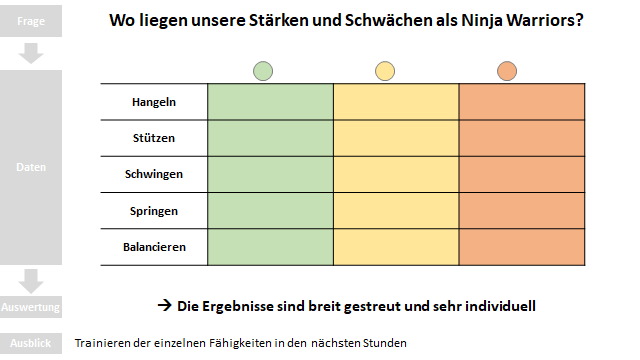 Frage
Wo liegen unsere Stärken und Schwächen als Ninja Warriors?
Daten
Hangeln
Stützen
Schwingen
Springen
Balancieren
Auswertung
→ Die Ergebnisse sind breit gestreut und sehr individuell
Ausblick
Trainieren der einzelnen Fähigkeiten in den nächsten Stunden